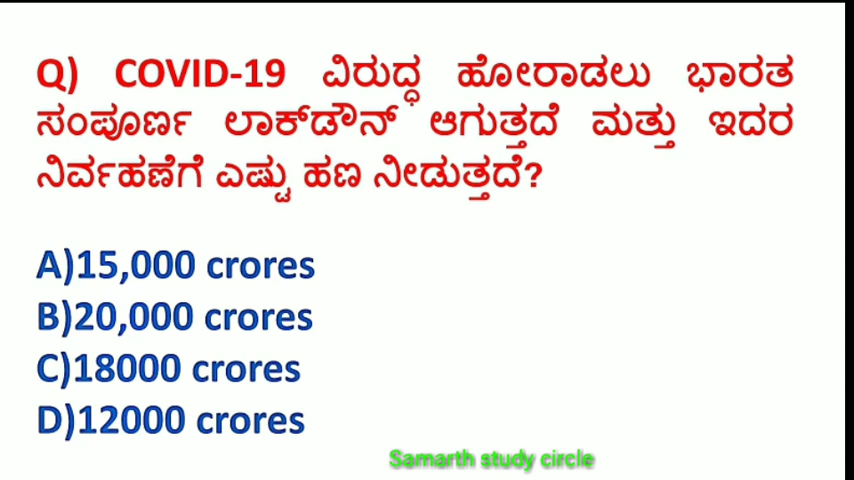 Q) COVID-19 ವಿರುದ್ಧ ಹೋರಾಡಲು ಭಾರತ
ಸಂಪೂರ್ಣ ಲಾಕ್‌ಡೌನ್ ಆಗುತ್ತದೆ ಮತ್ತು ಇದರ
ನಿರ್ವಹಣೆಗೆ ಎಷ್ಟು ಹಣ ನೀಡುತ್ತದೆ?
A)15,000 crores
B)20,000 crores
C)18000 crores
D)12000 crores
Samarth study circle